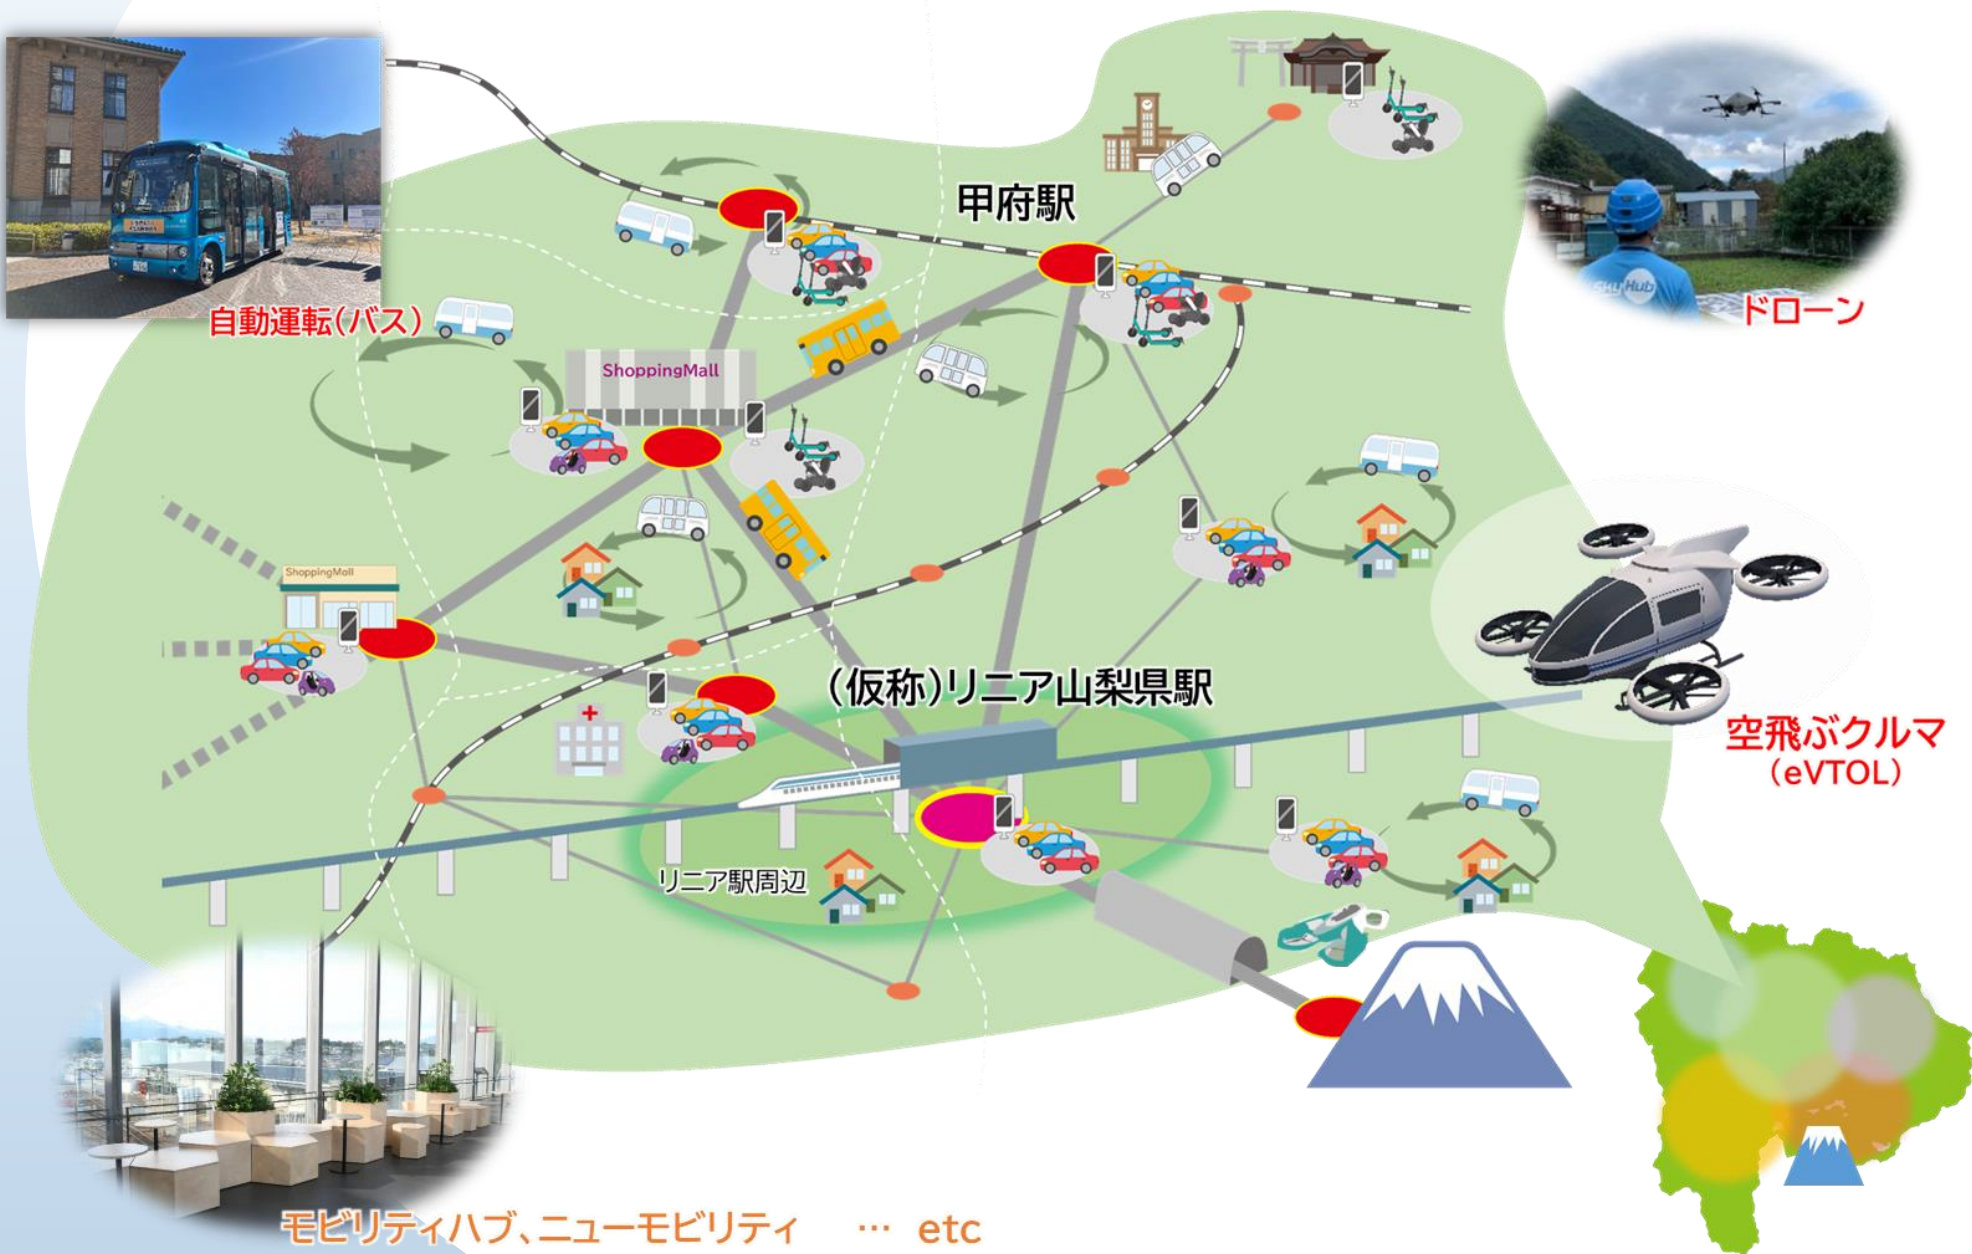 甲府駅
自動運転(バス)
ドローン
SkyHub
ShoppingMall
ShoppingMall
(仮称)リニア山梨県駅
空飛ぶクルマ
(eVTOL)
リニア駅周辺
モビリティハブ、ニューモビリティ … etc